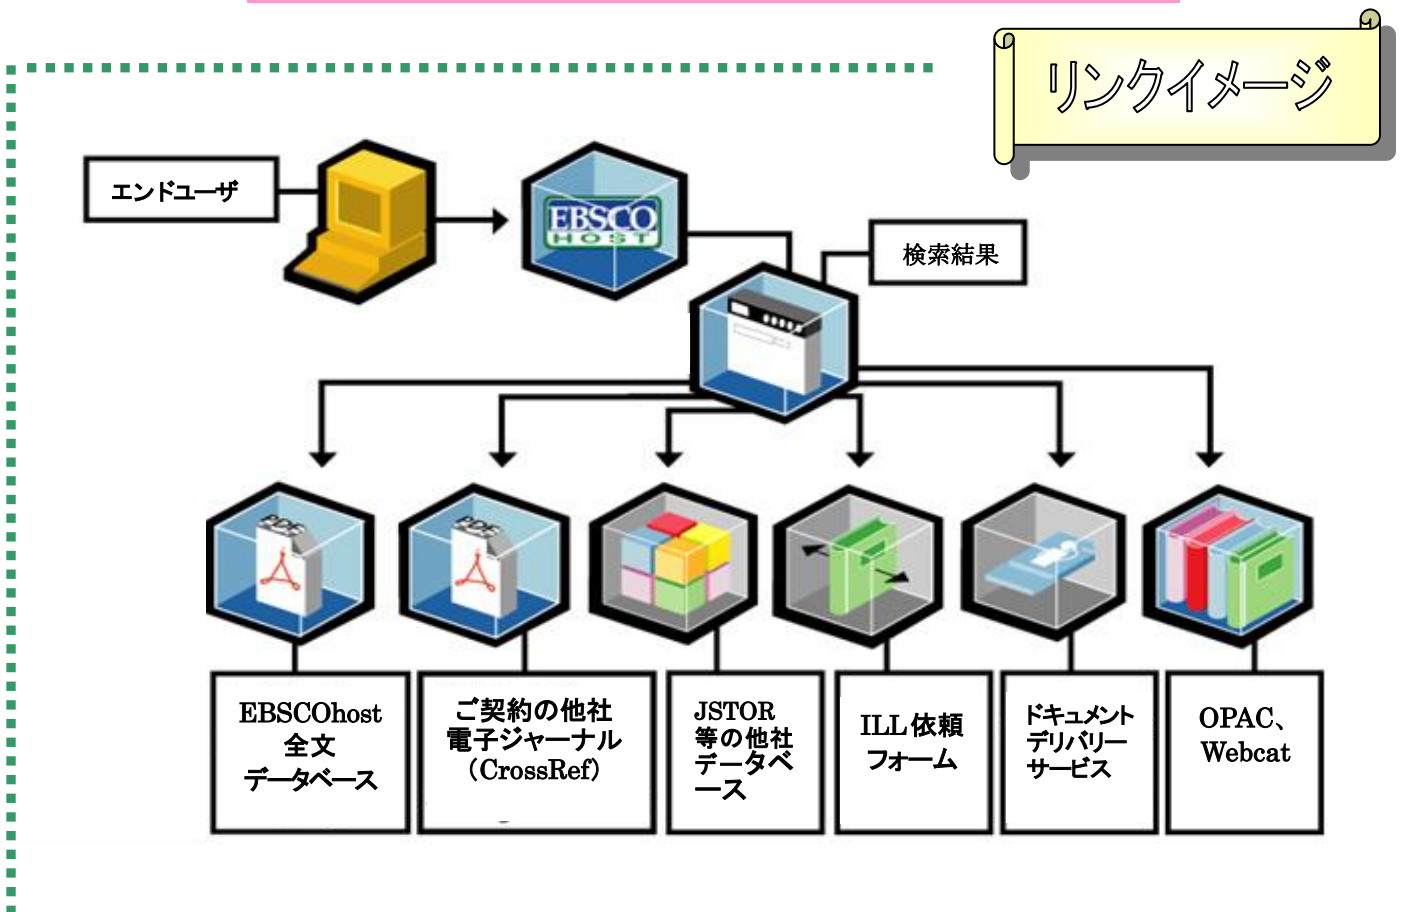 リンクイメージ
エンドユーザ
EBSCO
HOST
検索結果
PDF
PDF
EBSCOhost
全文
データベース
ご契約の他社
電子ジャーナル
（CrossRef）
JSTOR
等の他社
データベ
ース
ILL依頼
フォーム
ドキュメント
デリバリー
サービス
OPAC、
Webcat